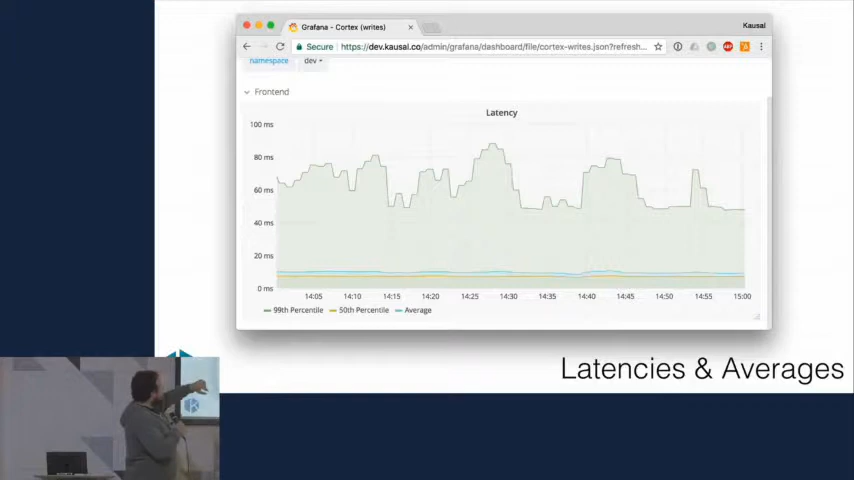 Grafana - Cortex (writes)
Kausal
Secure https://dev.kausal.co/admin/grafana/dashboard/file/cortex-writes.json?refresh...
ABP
namespace dev
Frontend
Latency
100 ms
80 ms
60 ms
40 ms
20 ms
0 ms
14:05 14:10 14:15 14:20 14:25 14:30 14:35 14:40 14:45 14:50 14:55 15:00
99th Percentile 50th Percentile Average
Latencies & Averages
K